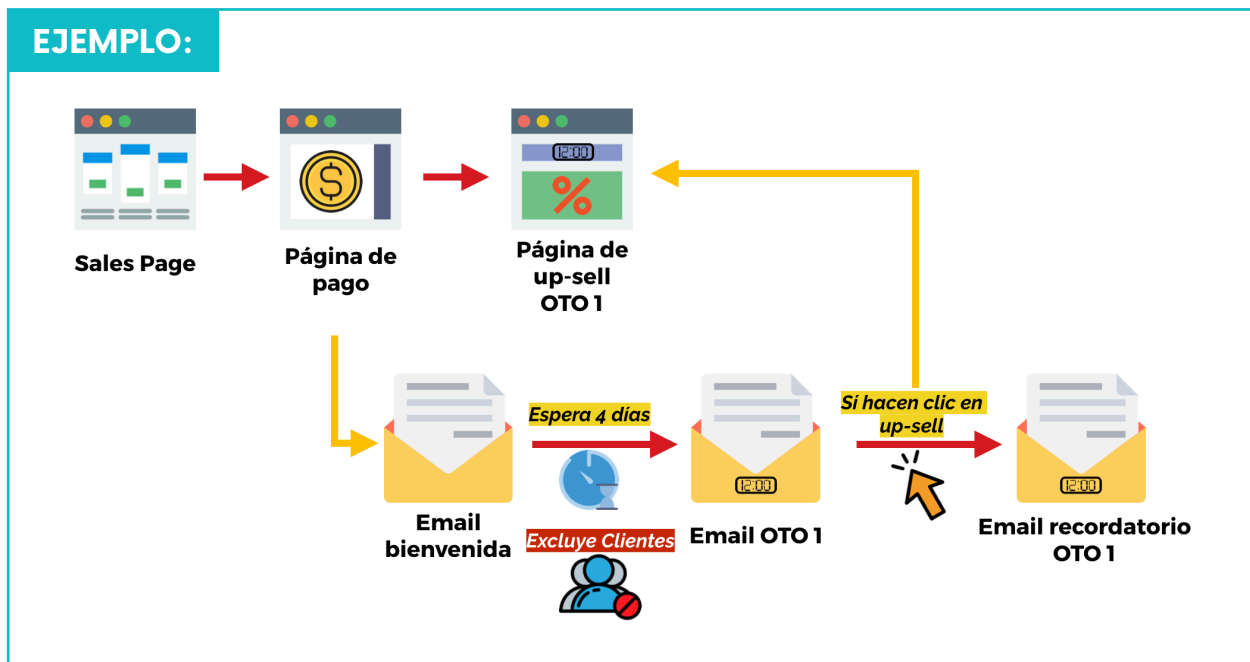 EJEMPLO:
12:00
$
%
Sales Page
Página de
pago
Página de
up-sell
OTO 1
Espera 4 días
Sí hacen clic en
up-sell
12:00
12:00
Email
bienvenida
Excluye Clientes
Email OTO 1
Email recordatorio
OTO 1